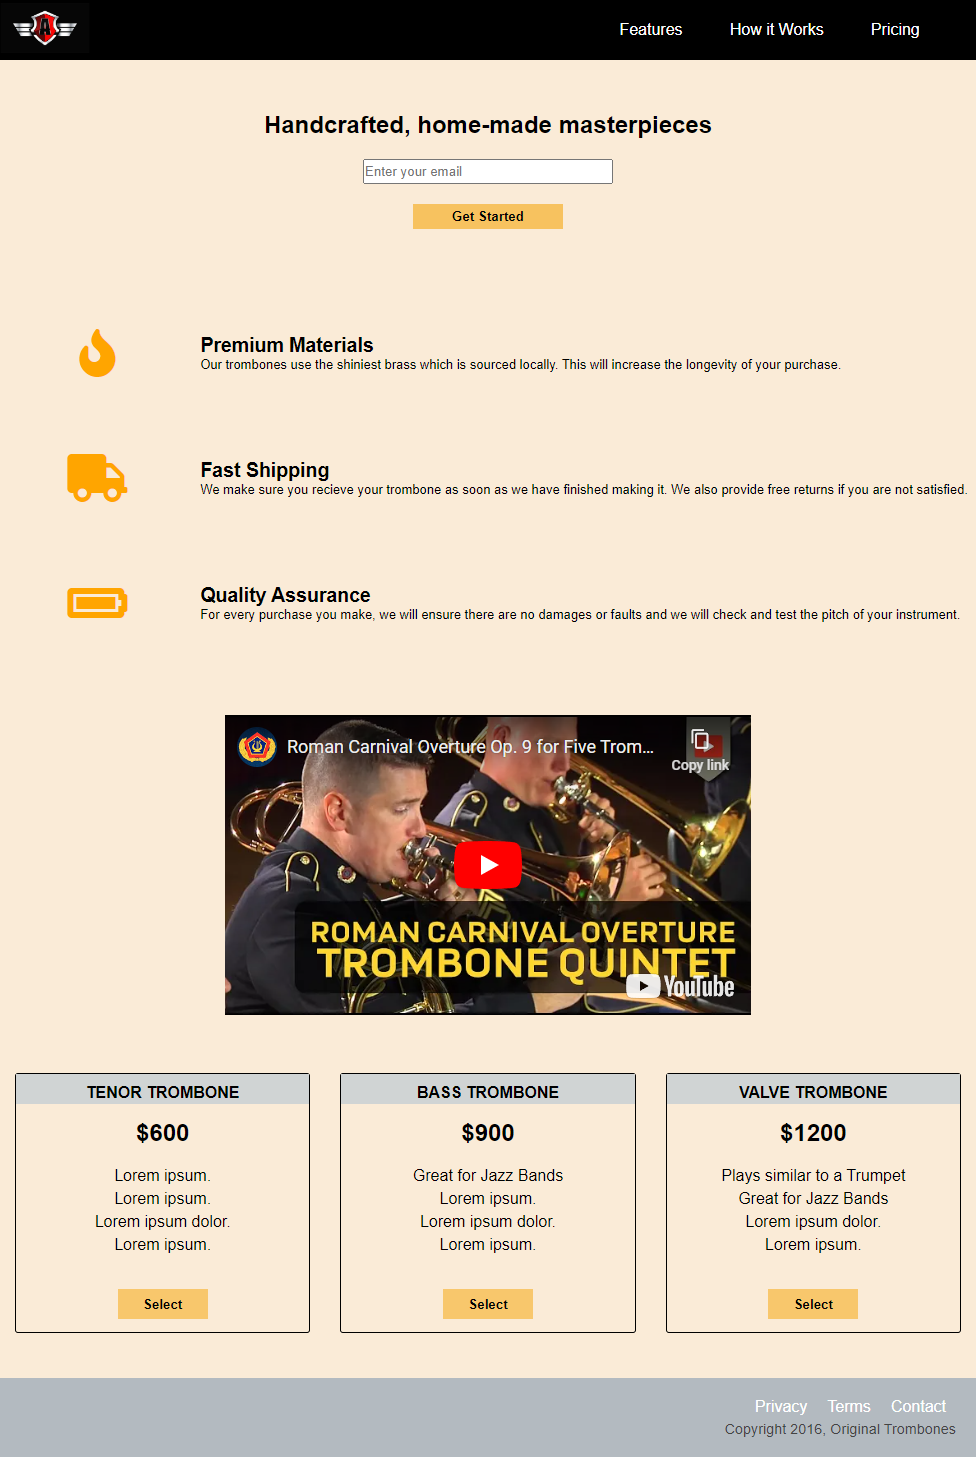 A
Features How it Works Pricing
Handcrafted, home-made masterpieces
Enter your email
Get Started
Premium Materials
Our trombones use the shiniest brass which is sourced locally. This will increase the longevity of your purchase.
Fast Shipping
We make sure you recieve your trombone as soon as we have finished making it. We also provide free returns if you are not satisfied.
Quality Assurance
For every purchase you make, we will ensure there are no damages or faults and we will check and test the pitch of your instrument.
Roman Carnival Overture Op. 9 for Five Trom...
Copy link
ROMAN CARNIVAL OVERTURE
TROMBONE QUINTET
YouTube
TENOR TROMBONE
$600
Lorem ipsum.
Lorem ipsum.
Lorem ipsum dolor.
Lorem ipsum.
Select
BASS TROMBONE
$900
Great for Jazz Bands
Lorem ipsum.
Lorem ipsum dolor.
Lorem ipsum.
Select
VALVE TROMBONE
$1200
Plays similar to a Trumpet
Great for Jazz Bands
Lorem ipsum dolor.
Lorem ipsum.
Select
Privacy Terms Contact
Copyright 2016, Original Trombones